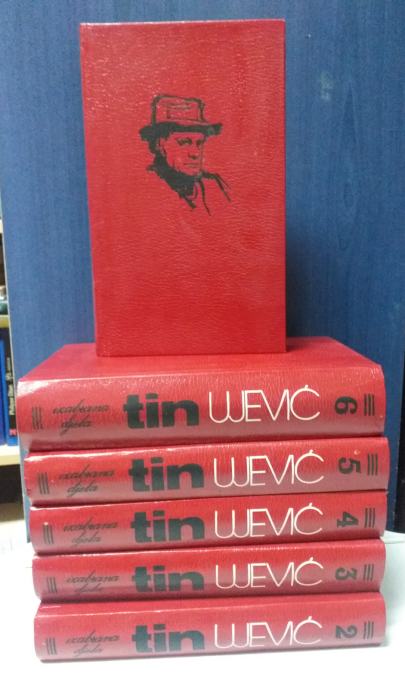 izabrana
djela
tin UJEVIĆ 6
izabrana
djela
tin UJEVIĆ 5
izabrana
djela
tin UJEVIĆ 4
izabrana
djela
tin UJEVIĆ 3
izabrana
djela
tin UJEVIĆ 2